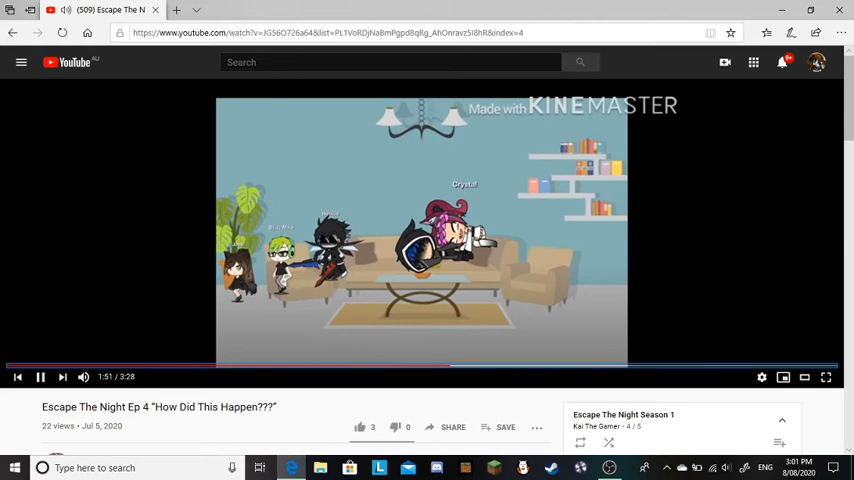 (509) Escape The N
https://www.youtube.com/watch?v=JG56O726a64&list=PL1VoRDjNaBmPgpd8qRg_AhOnravz5I8hR&index=4
YouTube AU
Search
9+
Made with KINEMASTER
Crystal
1:51 / 3:28
Escape The Night Ep 4 “How Did This Happen???”
22 views • Jul 5, 2020
3
0
SHARE
SAVE
Escape The Night Season 1
Kai The Gamer - 4 / 5
Type here to search
ENG
3:01 PM
8/08/2020